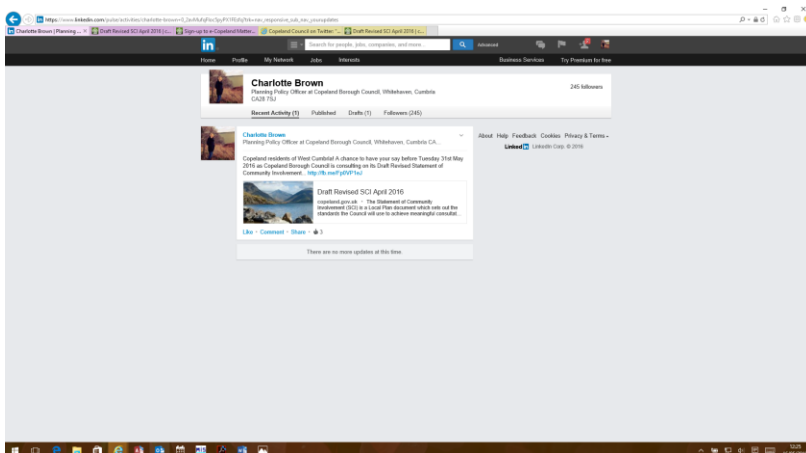 Charlotte Brown | Planning ...
Draft Revised SCI April 2016 | c...
Sign-up to e-Copeland Matter...
Copeland Council on Twitter: "...
Draft Revised SCI April 2016 | c...
in
Search for people, jobs, companies, and more...
Advanced
Home Profile My Network Jobs Interests
Business Services Try Premium for free
Charlotte Brown
Planning Policy Officer at Copeland Council, Whitehaven, Cumbria
CA28 7SJ
245 followers
Recent Activity (1) Published Drafts (1) Followers (245)
Charlotte Brown
Planning Policy Officer at Copeland Borough Council, Whitehaven, Cumbria CA...
Copeland residents of West Cumbria! A chance to have your say before Tuesday 31st May
2016 as Copeland Borough Council is consulting on its Draft Revised Statement of
Community Involvement...
Draft Revised SCI April 2016
copeland.gov.uk • The Statement of Community
Involvement (SCI) is a Local Plan document which sets out the
standards the Council will use to achieve meaningful consultat...
Like • Comment • Share • 3
There are no more updates at this time.
About Help Feedback Cookies Privacy & Terms
Linked in LinkedIn Corp. © 2016
12:25